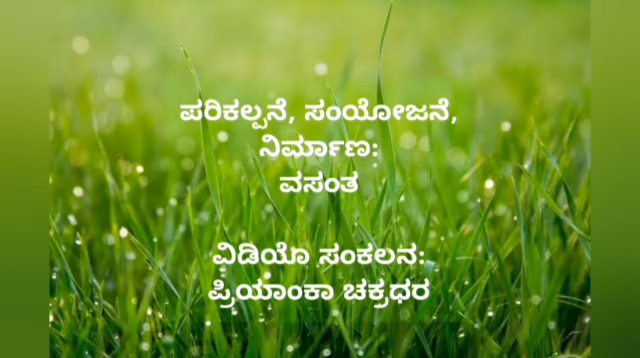 ಪರಿಕಲ್ಪನೆ, ಸಂಯೋಜನೆ,
ನಿರ್ಮಾಣ:
ವಸಂತ
ವಿಡಿಯೊ ಸಂಕಲನ:
ಪ್ರಿಯಾಂಕಾ ಚಕ್ರಧರ